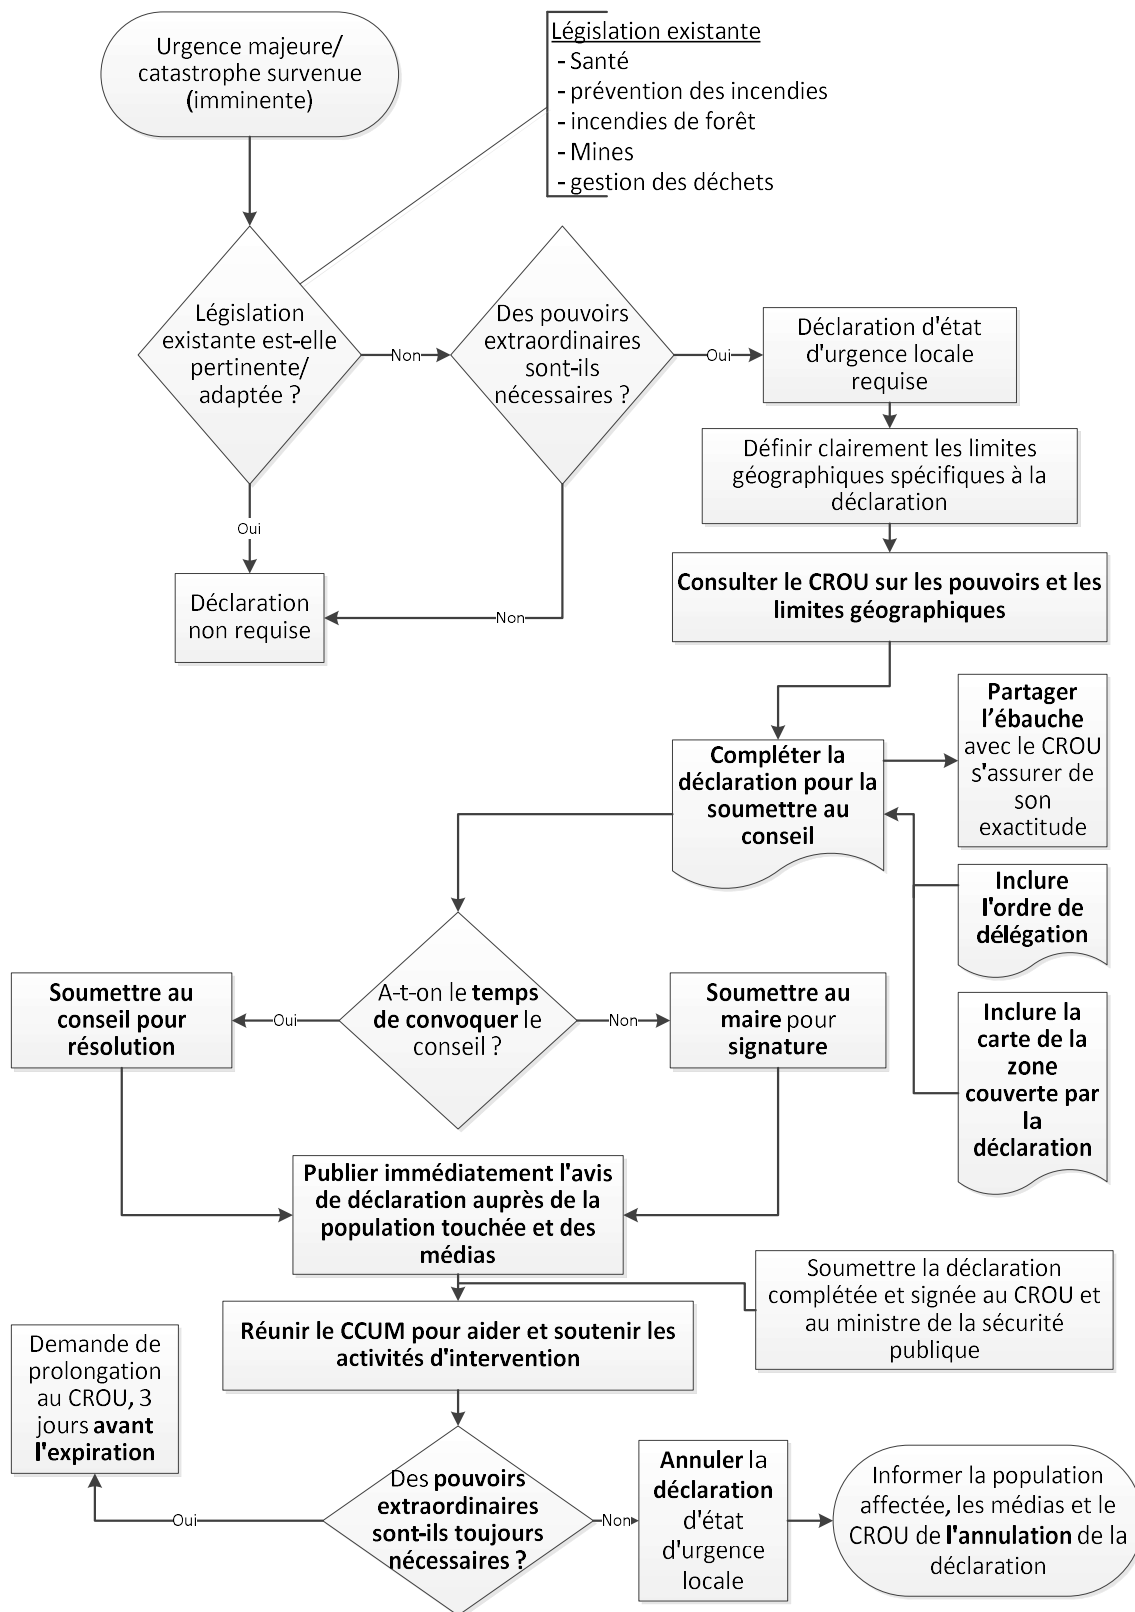 Urgence majeure/
catastrophe survenue
(imminente)
Législation existante
- Santé
- prévention des incendies
- incendies de forêt
- Mines
- gestion des déchets
Législation
existante est-elle
pertinente/
adaptée ?
Non
Des pouvoirs
extraordinaires
sont-ils
nécessaires ?
Oui
Déclaration d'état
d'urgence locale
requise
Définir clairement les limites
géographiques spécifiques à la
déclaration
Oui
Consulter le CROU sur les pouvoirs et les
limites géographiques
Déclaration
non requise
Non
Partager
l’ébauche
avec le CROU
s'assurer de
son
exactitude
Compléter la
déclaration pour la
soumettre au
conseil
Inclure
l'ordre de
délégation
Soumettre au
conseil pour
résolution
Oui
A-t-on le temps
de convoquer le
conseil ?
Non
Soumettre au
maire pour
signature
Inclure la
carte de la
zone
couverte par
la
déclaration
Publier immédiatement l'avis
de déclaration auprès de la
population touchée et des
médias
Soumettre la déclaration
complétée et signée au CROU et
au ministre de la sécurité
publique
Réunir le CCUM pour aider et soutenir les
activités d'intervention
Demande de
prolongation
au CROU, 3
jours avant
l'expiration
Oui
Des pouvoirs
extraordinaires
sont-ils toujours
nécessaires ?
Non
Annuler la
déclaration
d'état
d'urgence
locale
Informer la population
affectée, les médias et le
CROU de l'annulation de la
déclaration